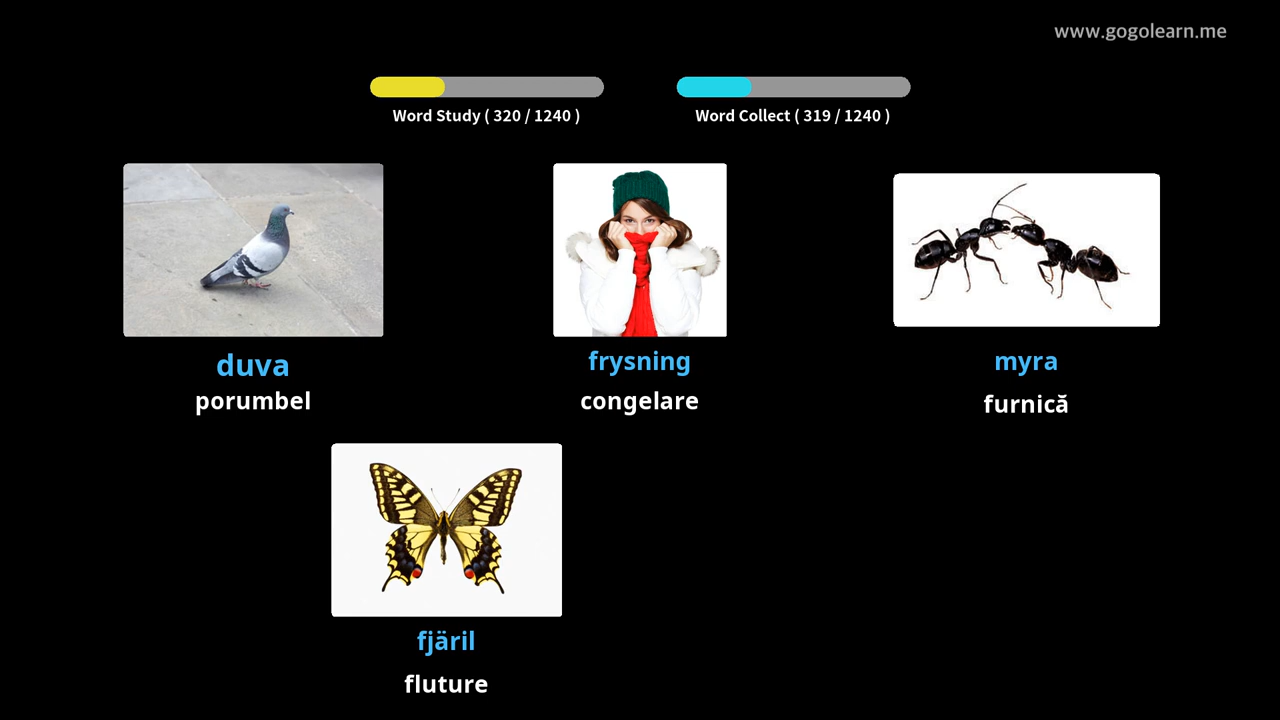 www.gogolearn.me
Word Study ( 320 / 1240 )
Word Collect ( 319 / 1240 )
duva
porumbel
frysning
congelare
myra
furnică
fjäril
fluture